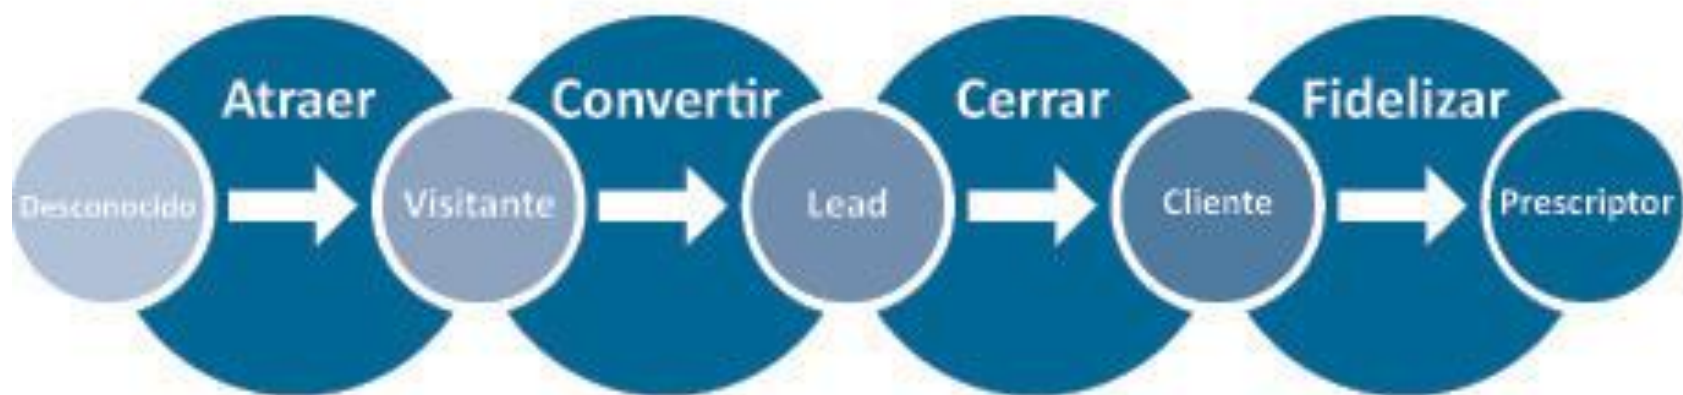 Atraer
Convertir
Cerrar
Fidelizar
Desconocido
Visitante
Lead
Cliente
Prescriptor